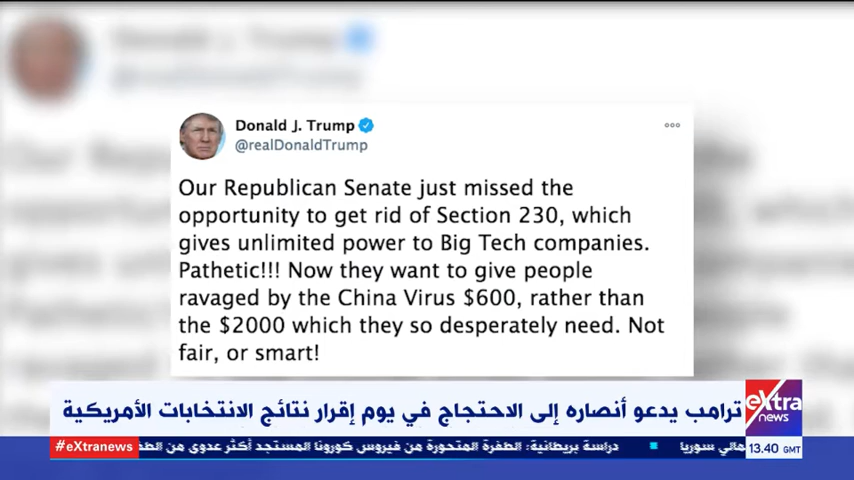 Donald J. Trump
@realDonaldTrump
Our Republican Senate just missed the
opportunity to get rid of Section 230, which
gives unlimited power to Big Tech companies.
Pathetic!!! Now they want to give people
ravaged by the China Virus $600, rather than
the $2000 which they so desperately need. Not
fair, or smart!
ترامب يدعو أنصاره إلى الاحتجاج في يوم إقرار نتائج الانتخابات الأمريكية
eXtra
news
#eXtranews
سوريا ■ دراسة بريطانية: الطفرة المتحورة من فيروس كورونا المستجد أكثر عدوى من
13.40 GMT